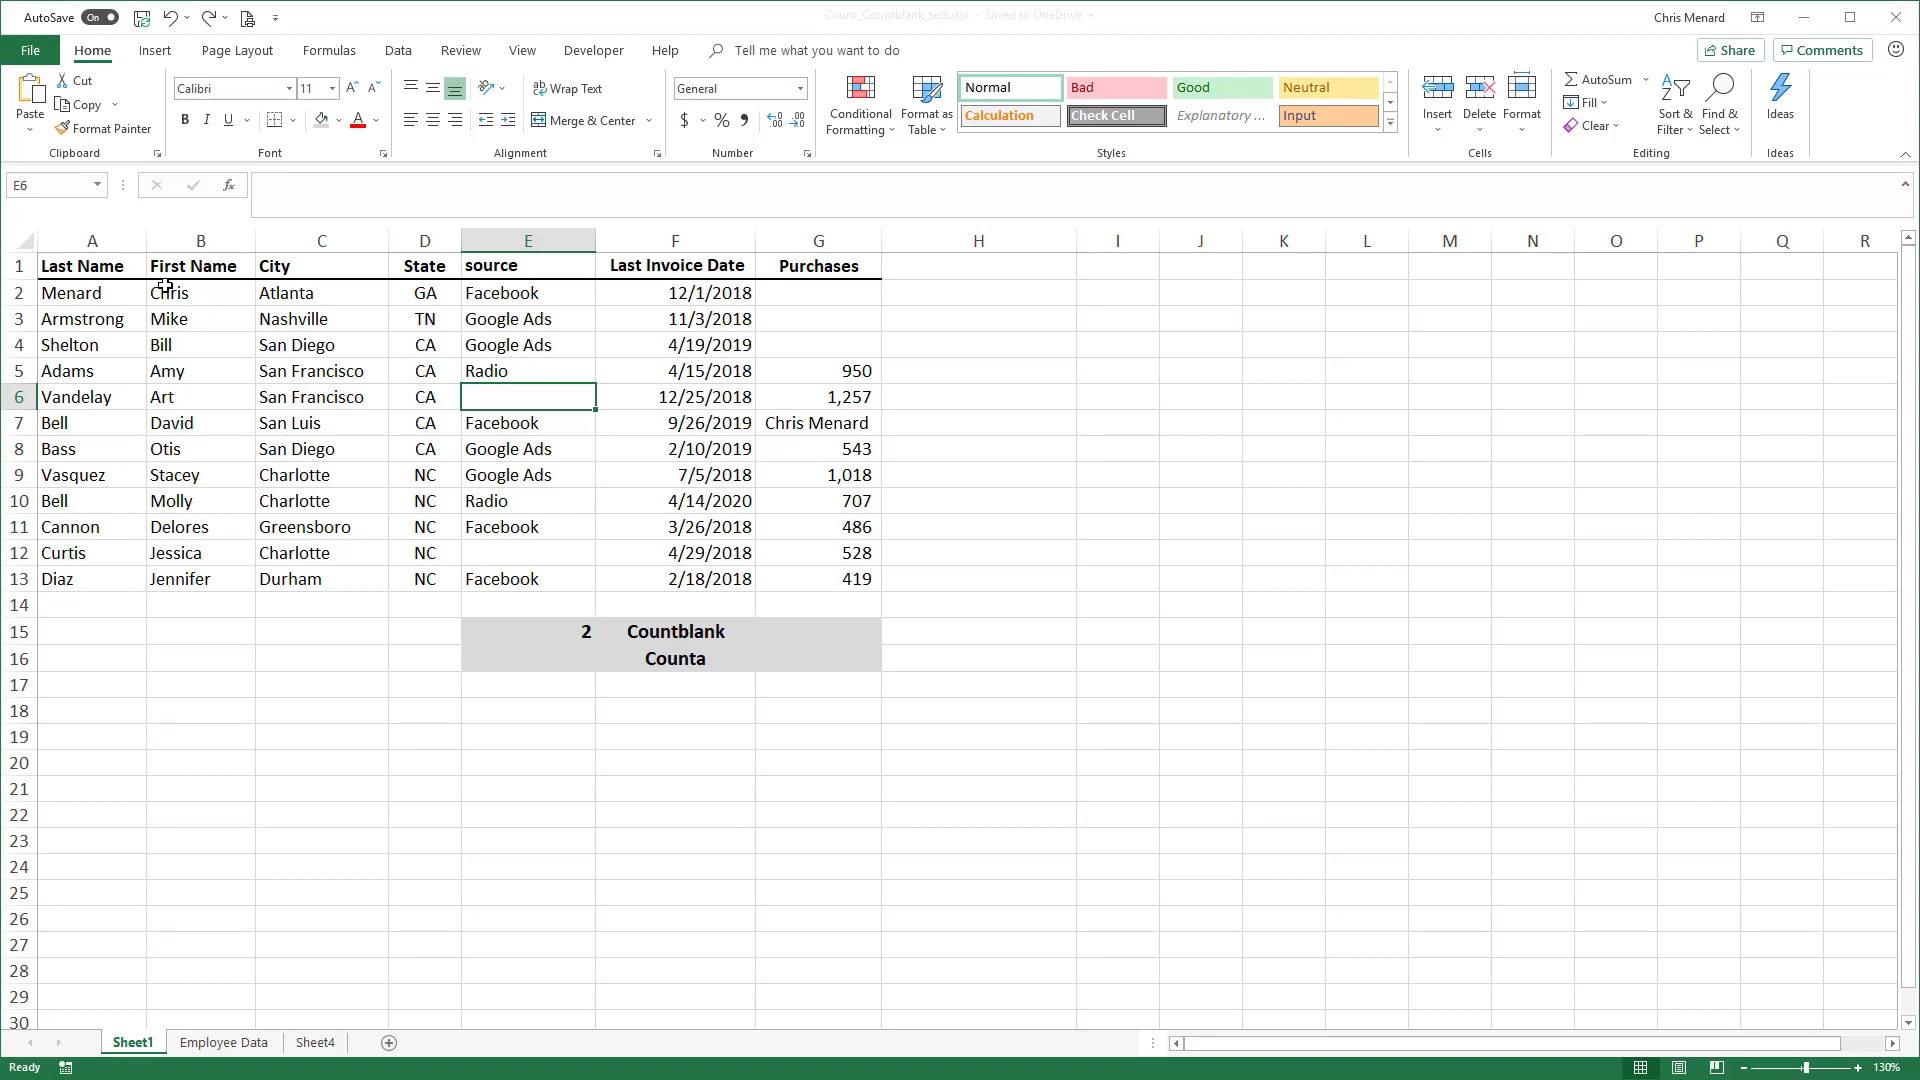 AutoSave On Count_Countblank_test.xlsx - Saved to OneDrive Chris Menard
File Home Insert Page Layout Formulas Data Review View Developer Help Tell me what you want to do Share Comments
Paste Cut Calibri 11 Wrap Text General Conditional Formatting Format as Table Normal Bad Good Neutral Insert Delete Format AutoSum Sort & Filter Find & Select Ideas
Copy Merge & Center $ % , Calculation Check Cell Explanatory ... Input Fill
Format Painter B I U A Clear
Clipboard Font Alignment Number Styles Cells Editing Ideas
E6 fx
A B C D E F G H I J K L M N O P Q R
1 Last Name First Name City State source Last Invoice Date Purchases
2 Menard Chris Atlanta GA Facebook 12/1/2018
3 Armstrong Mike Nashville TN Google Ads 11/3/2018
4 Shelton Bill San Diego CA Google Ads 4/19/2019
5 Adams Amy San Francisco CA Radio 4/15/2018 950
6 Vandelay Art San Francisco CA 12/25/2018 1,257
7 Bell David San Luis CA Facebook 9/26/2019 Chris Menard
8 Bass Otis San Diego CA Google Ads 2/10/2019 543
9 Vasquez Stacey Charlotte NC Google Ads 7/5/2018 1,018
10 Bell Molly Charlotte NC Radio 4/14/2020 707
11 Cannon Delores Greensboro NC Facebook 3/26/2018 486
12 Curtis Jessica Charlotte NC 4/29/2018 528
13 Diaz Jennifer Durham NC Facebook 2/18/2018 419
14
15 2 Countblank
16 Counta
17
18
19
20
21
22
23
24
25
26
27
28
29
30
Sheet1 Employee Data Sheet4
Ready 130%